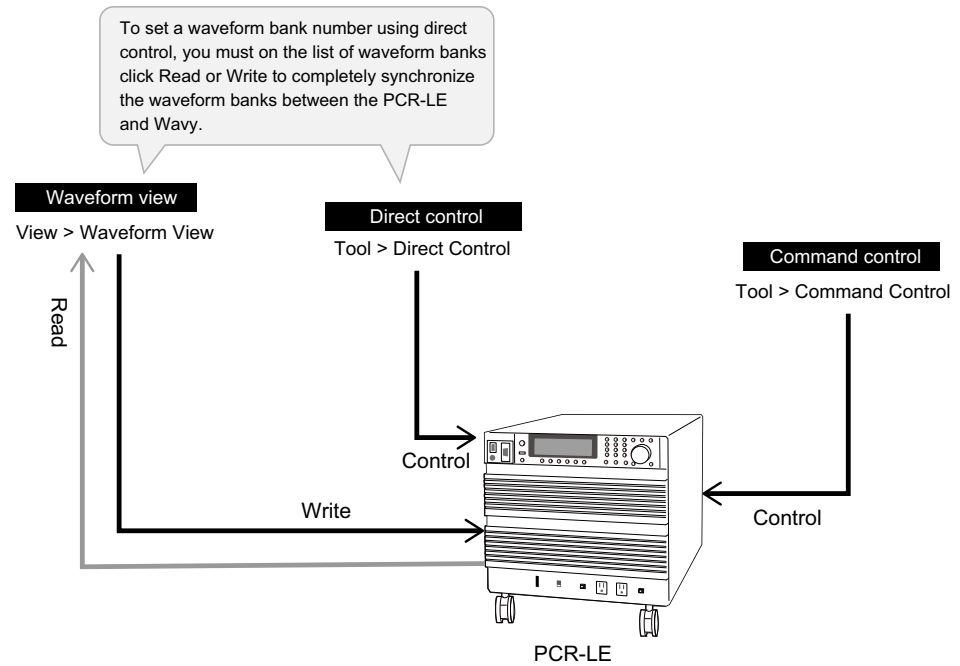 To set a waveform bank number using direct
control, you must on the list of waveform banks
click Read or Write to completely synchronize
the waveform banks between the PCR-LE
and Wavy.
Waveform view
View > Waveform View
Direct control
Tool > Direct Control
Command control
Tool > Command Control
Read
Control
Write
Control
PCR-LE